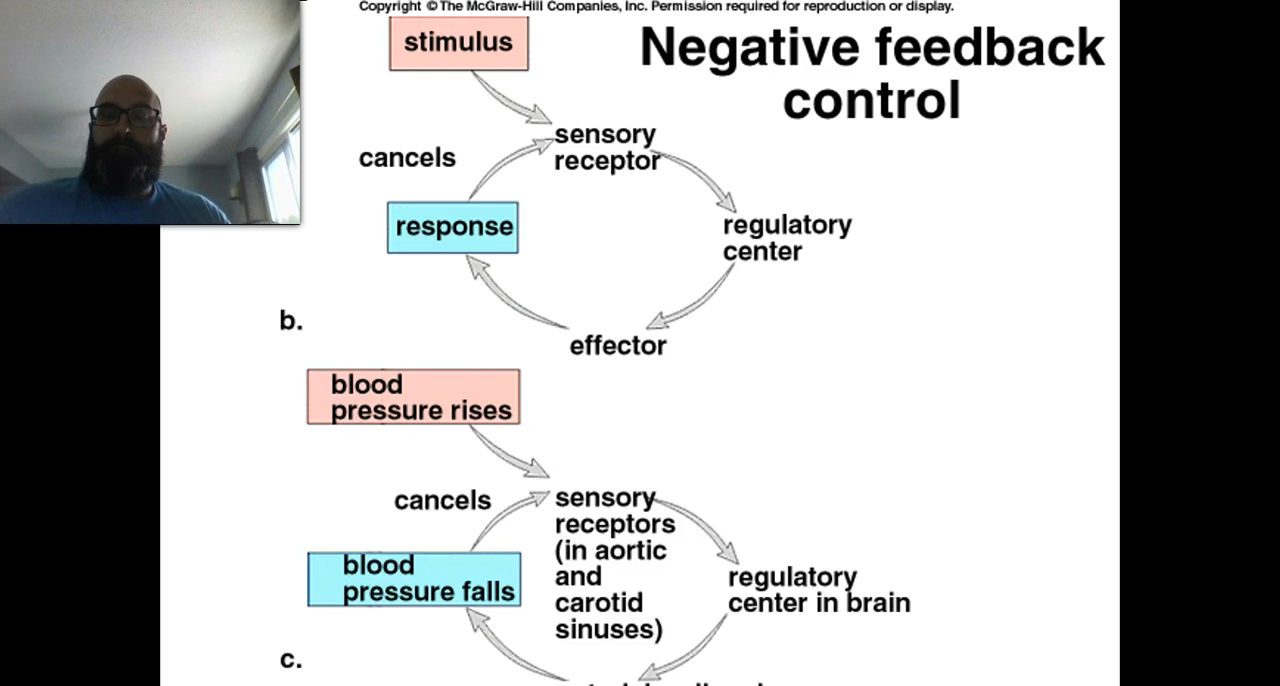 Copyright © The McGraw-Hill Companies, Inc. Permission required for reproduction or display.
Negative feedback
control
stimulus
sensory
receptor
cancels
response
regulatory
center
effector
b.
blood
pressure rises
cancels
sensory
receptors
(in aortic
and
carotid
sinuses)
blood
pressure falls
regulatory
center in brain
c.